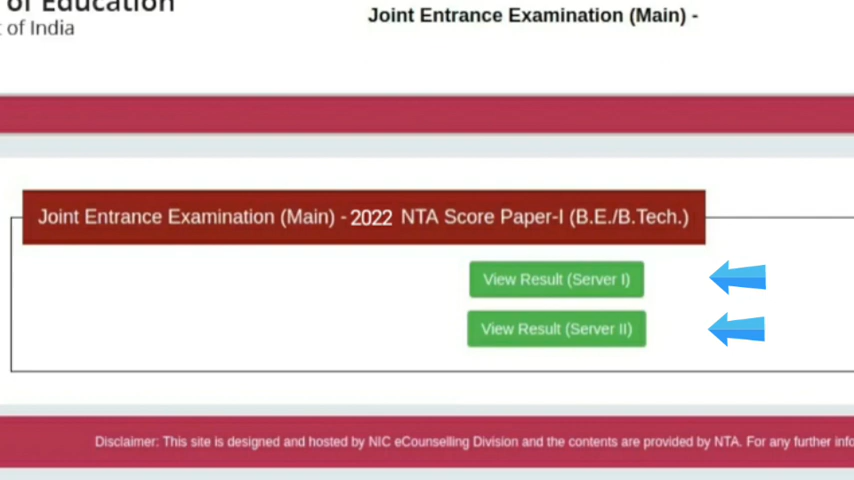 of Education
of India
Joint Entrance Examination (Main) -
Joint Entrance Examination (Main) - 2022 NTA Score Paper-I (B.E./B.Tech.)
View Result (Server I)
View Result (Server II)
Disclaimer: This site is designed and hosted by NIC eCounselling Division and the contents are provided by NTA. For any further info